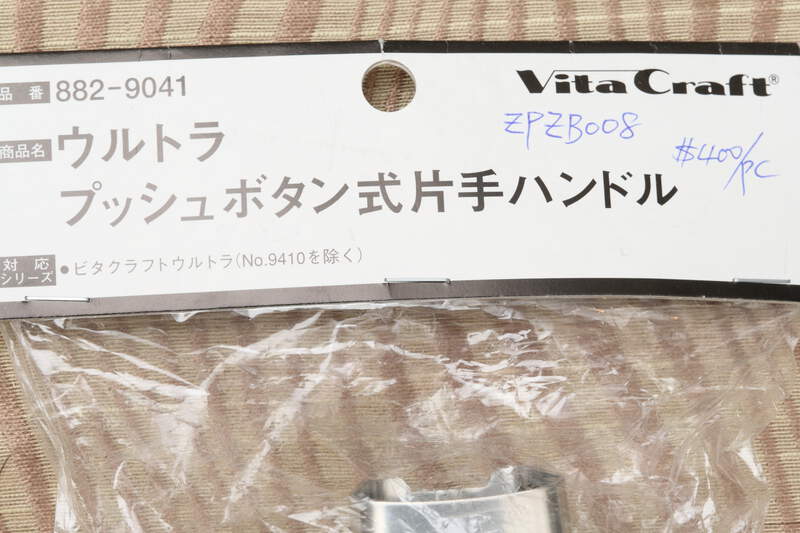 品番 882-9041
Vita Craft®
ZPZB008
$400/pc
商品名 ウルトラ
プッシュボタン式片手ハンドル
対応シリーズ ●ビタクラフトウルトラ(No.9410を除く)